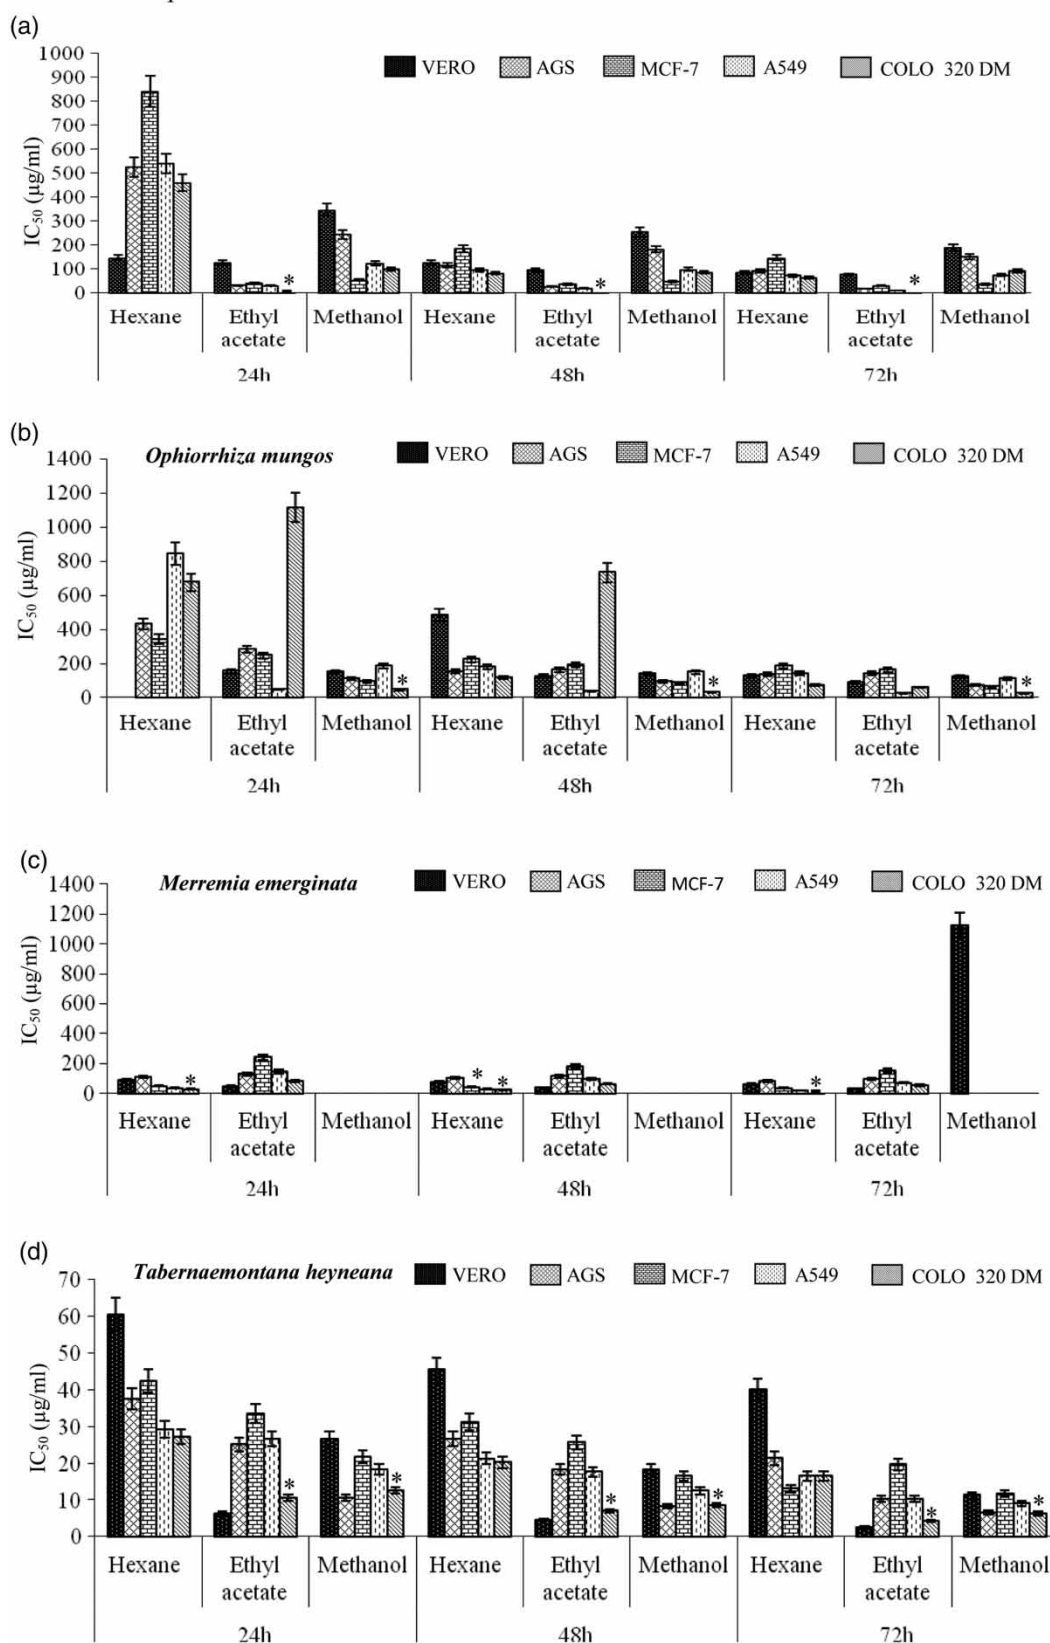 (a)
1000
900
800
700
600
500
400
300
200
100
0
IC50 (µg/ml)
VERO AGS MCF-7 A549 COLO 320 DM
*
*
*
Hexane Ethyl acetate Methanol Hexane Ethyl acetate Methanol Hexane Ethyl acetate Methanol
24h 48h 72h
(b)
Ophiorrhiza mungos VERO AGS MCF-7 A549 COLO 320 DM
1400
1200
1000
800
600
400
200
0
IC50 (µg/ml)
*
*
*
Hexane Ethyl acetate Methanol Hexane Ethyl acetate Methanol Hexane Ethyl acetate Methanol
24h 48h 72h
(c)
Merremia emerginata VERO AGS MCF-7 A549 COLO 320 DM
1400
1200
1000
800
600
400
200
0
IC50 (µg/ml)
*
* *
*
Hexane Ethyl acetate Methanol Hexane Ethyl acetate Methanol Hexane Ethyl acetate Methanol
24h 48h 72h
(d)
Tabernaemontana heyneana VERO AGS MCF-7 A549 COLO 320 DM
70
60
50
40
30
20
10
0
IC50 (µg/ml)
* *
* *
* *
Hexane Ethyl acetate Methanol Hexane Ethyl acetate Methanol Hexane Ethyl acetate Methanol
24h 48h 72h